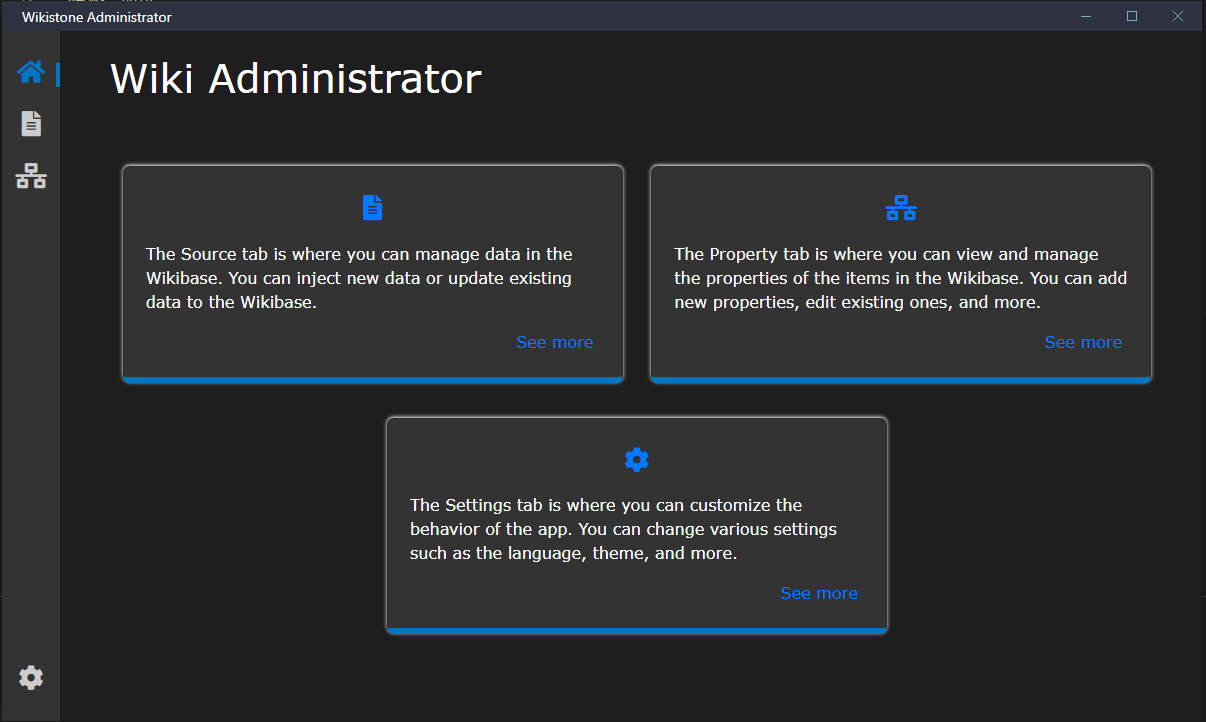 Wikistone Administrator
Wiki Administrator
The Source tab is where you can manage data in the
Wikibase. You can inject new data or update existing
data to the Wikibase.
See more
The Property tab is where you can view and manage
the properties of the items in the Wikibase. You can add
new properties, edit existing ones, and more.
See more
The Settings tab is where you can customize the
behavior of the app. You can change various settings
such as the language, theme, and more.
See more